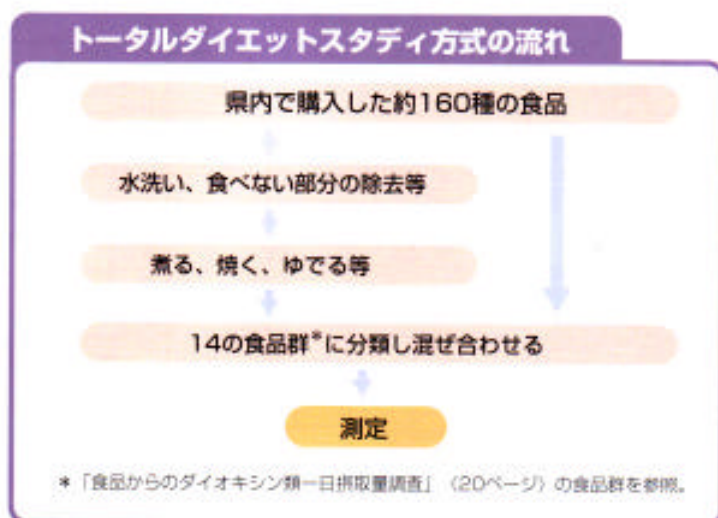 トータルダイエットスタディ方式の流れ
県内で購入した約160種の食品
水洗い、食べない部分の除去等
煮る、焼く、ゆでる等
14の食品群*に分類し混ぜ合わせる
測定
*「食品からのダイオキシン類一日摂取量調査」（20ページ）の食品群を参照。